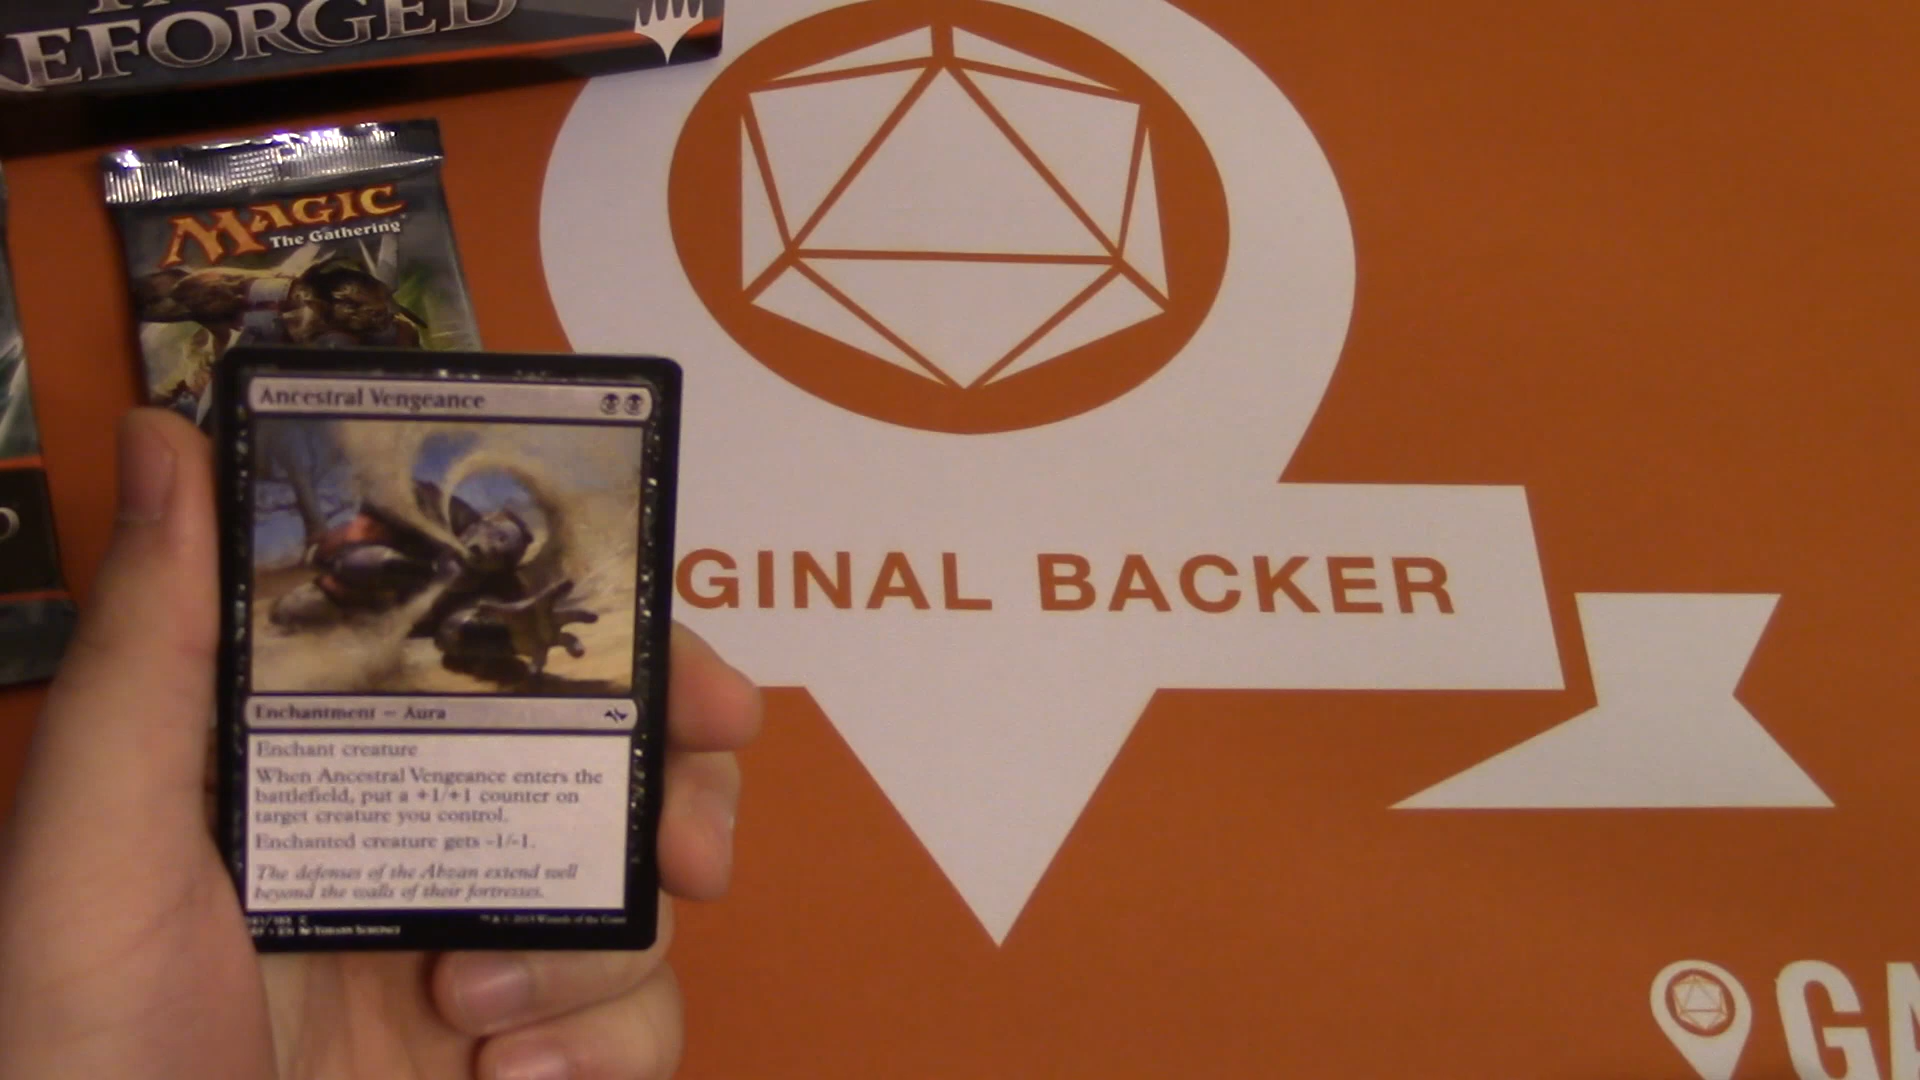 EFORGED
MAGIC
The Gathering
Ancestral Vengeance
Enchantment – Aura
Enchant creature
When Ancestral Vengeance enters the
battlefield, put a +1/+1 counter on
target creature you control.
Enchanted creature gets -1/-1.
The defenses of the Abzan extend well
beyond the walls of their fortresses.
GINAL BACKER
GA